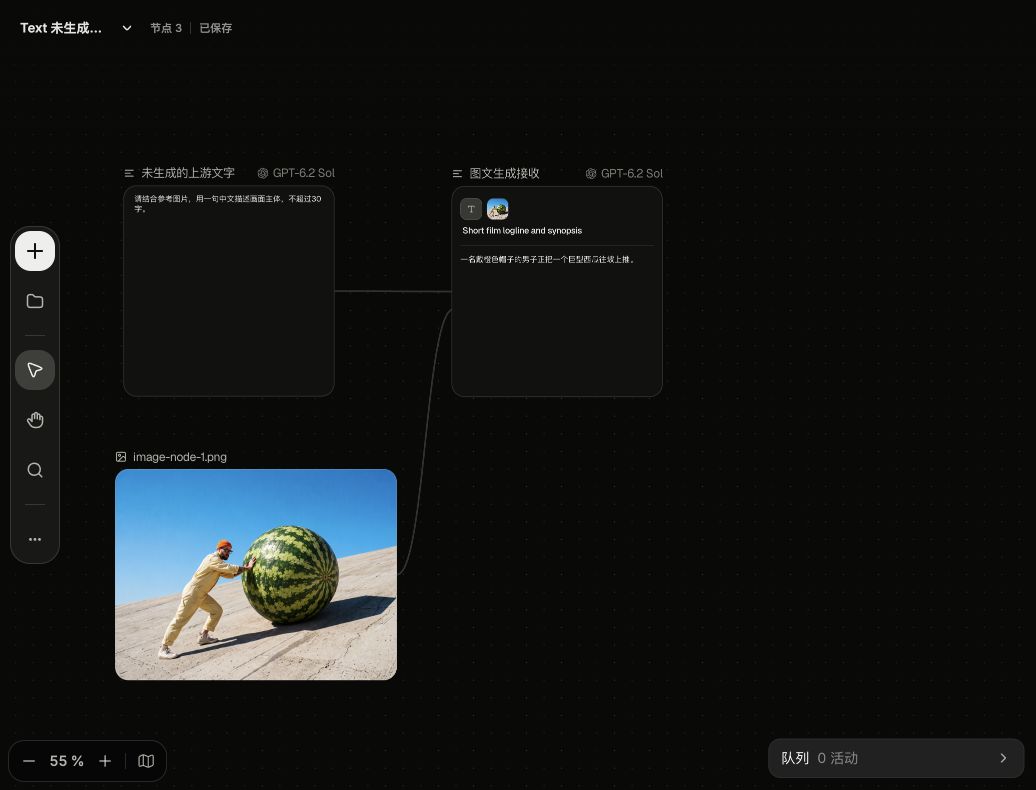 Text 未生成...
节点 3
已保存
未生成的上游文字
GPT-6.2 Sol
图文生成接收
GPT-6.2 Sol
请结合参考图片，用一句中文描述画面主体，不超过30
字。
T
Short film logline and synopsis
一名戴橙色帽子的男子正把一个巨型西瓜往坡上推。
image-node-1.png
55 %
队列 0 活动